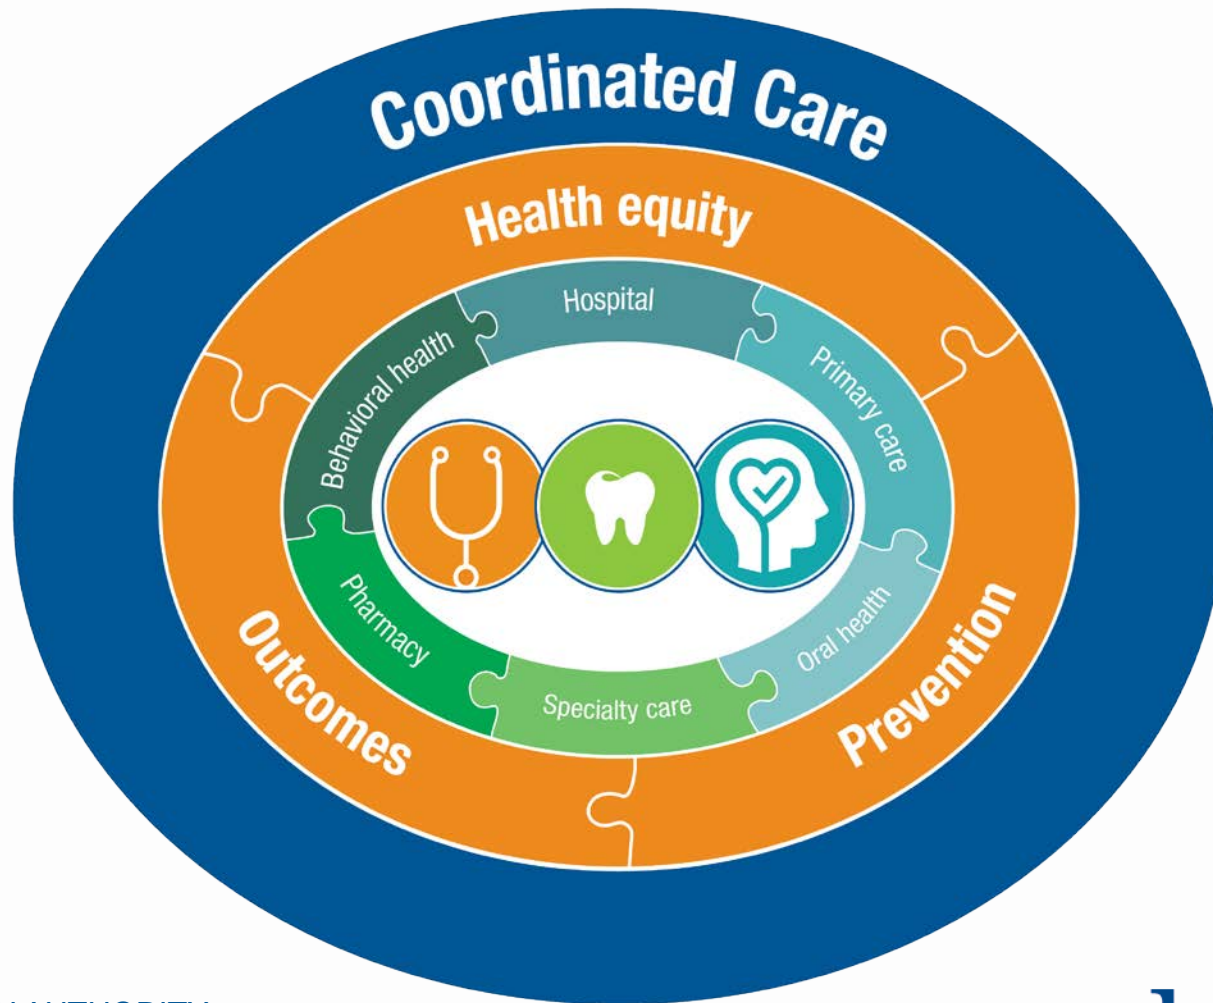 Coordinated Care
Health equity
Hospital
Primary care
Behavioral health
Oral health
Pharmacy
Specialty care
Outcomes
Prevention